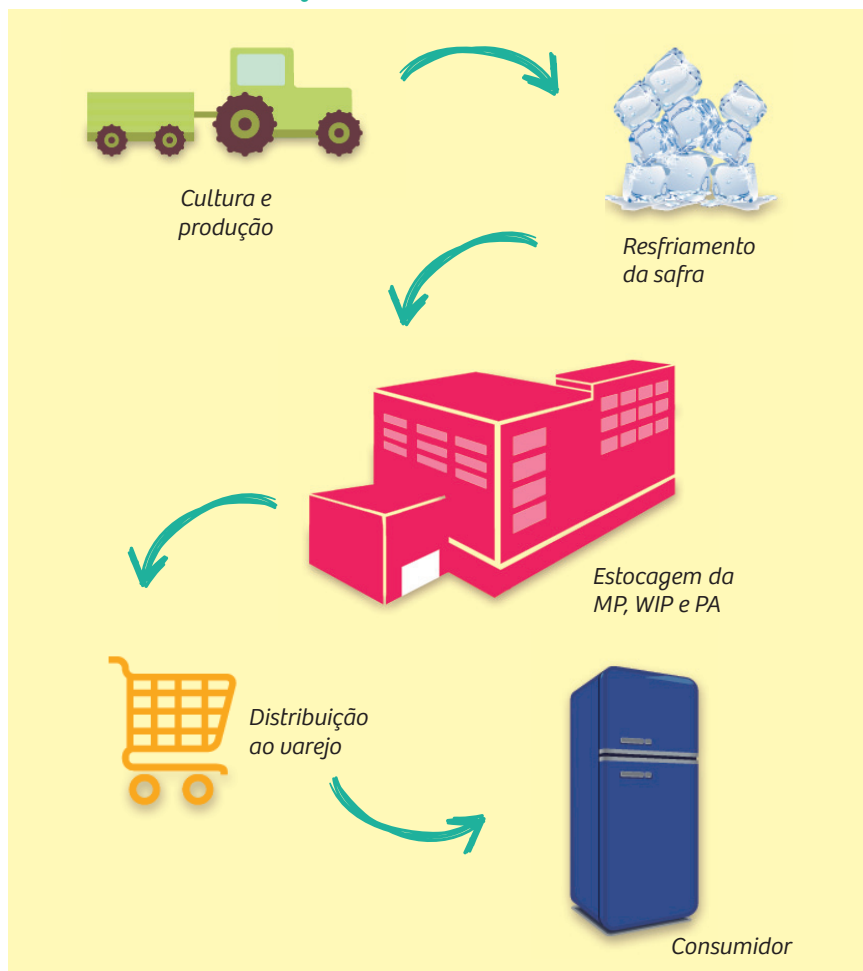 Cultura e
produção
Resfriamento
da safra
Estocagem da
MP, WIP e PA
Distribuição
ao varejo
Consumidor